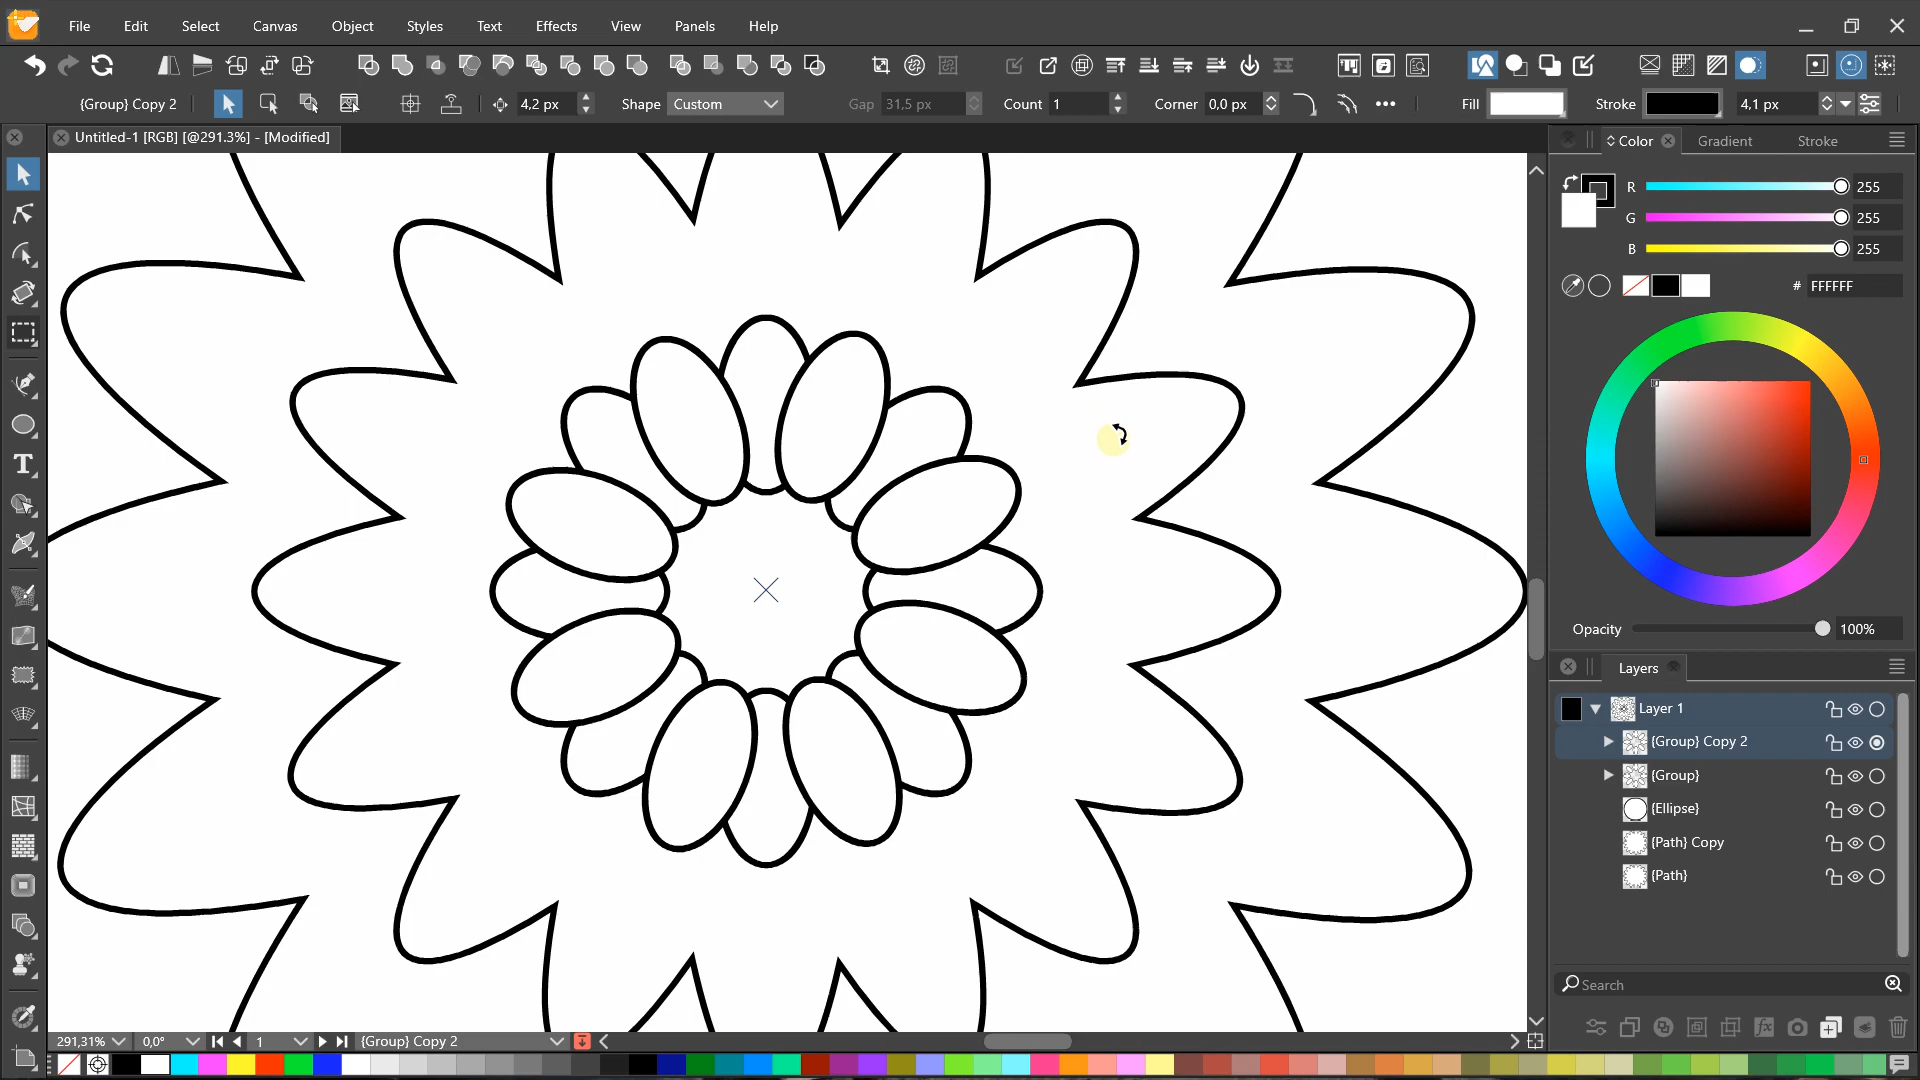 File Edit Select Canvas Object Styles Text Effects View Panels Help
{Group} Copy 2 4,2 px Shape Custom Gap 31,5 px Count 1 Corner 0,0 px Fill Stroke 4,1 px
Untitled-1 [RGB] [@291.3%] - [Modified]
Color Gradient Stroke
R 255
G 255
B 255
# FFFFFF
Opacity 100%
Layers
Layer 1
{Group} Copy 2
{Group}
{Ellipse}
{Path} Copy
{Path}
Search
291,31% 0,0° 1 {Group} Copy 2